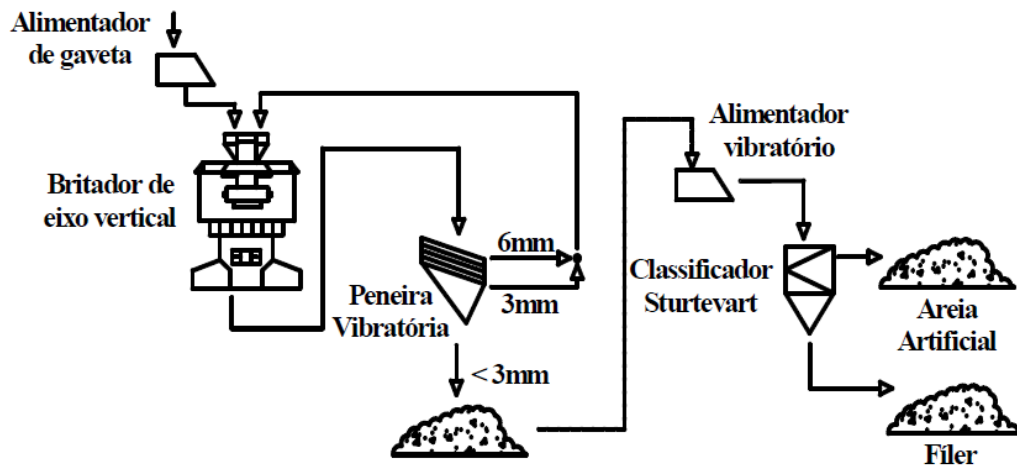 Alimentador
de gaveta
Britador de
eixo vertical
6mm
3mm
Peneira
Vibratória
< 3mm
Alimentador
vibratório
Classificador
Sturtevart
Areia
Artificial
Fíler